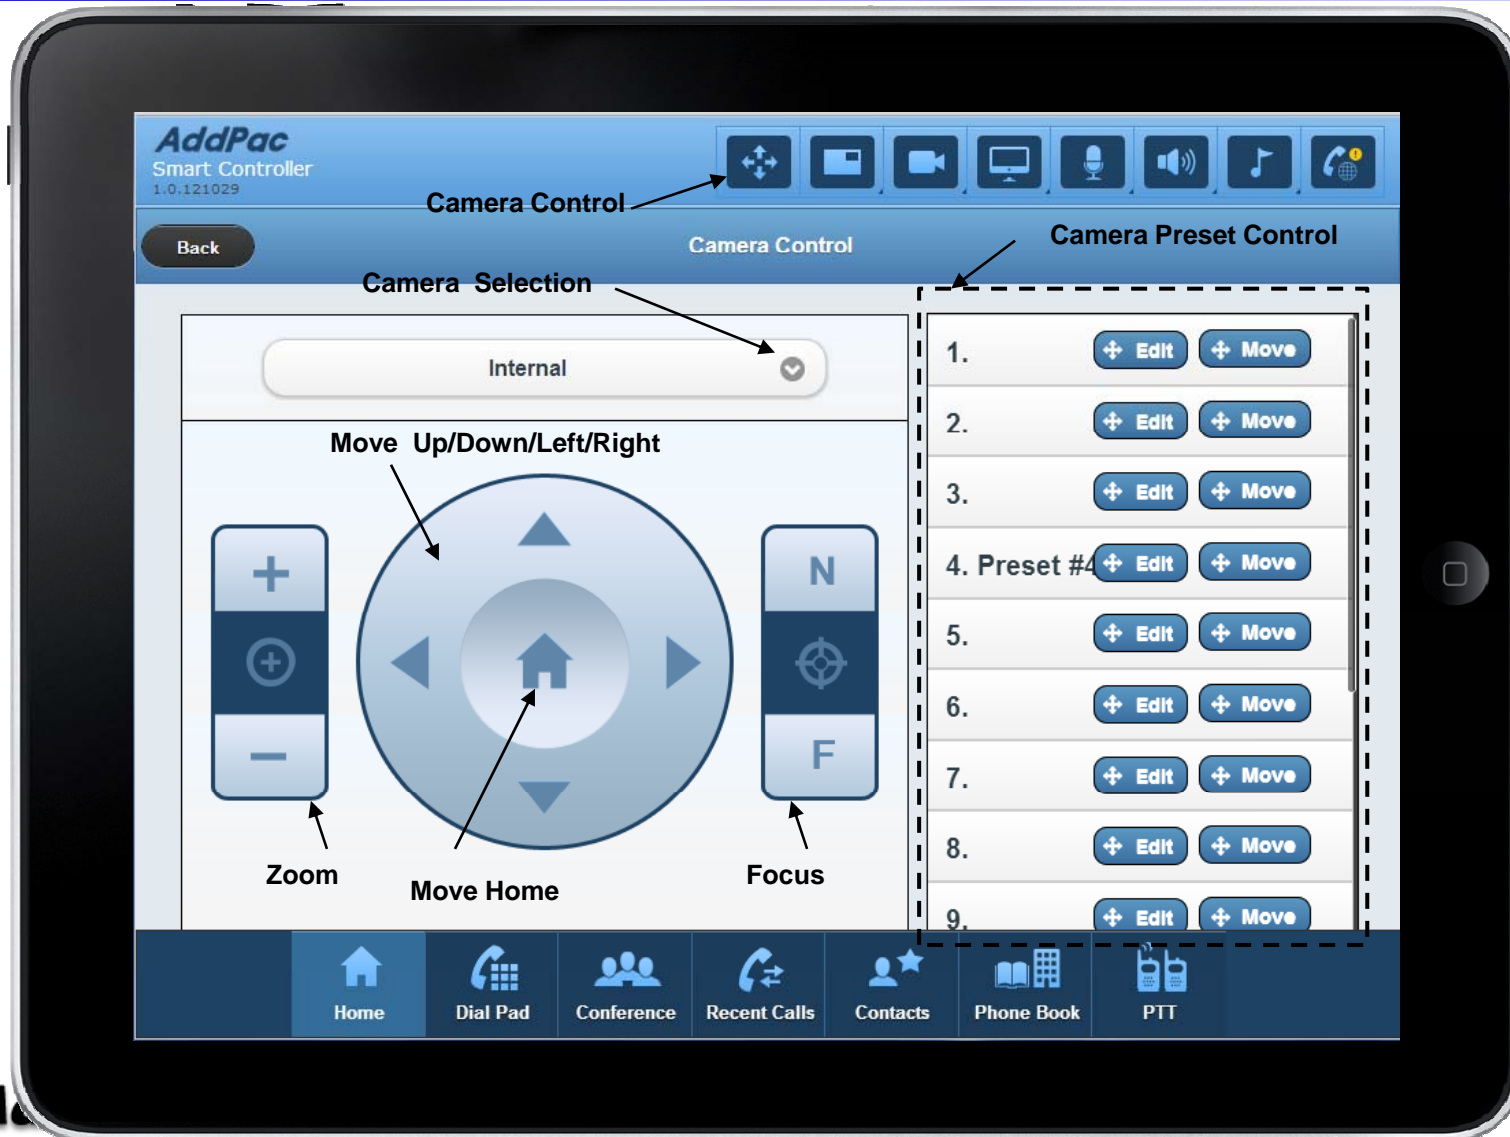 AddPac
Smart Controller
1.0.121029
Camera Control
Back
Camera Control
Camera Preset Control
Camera Selection
Internal
Move Up/Down/Left/Right
N
F
Zoom
Move Home
Focus
1. Edit Move
2. Edit Move
3. Edit Move
4. Preset #4 Edit Move
5. Edit Move
6. Edit Move
7. Edit Move
8. Edit Move
9. Edit Move
Home
Dial Pad
Conference
Recent Calls
Contacts
Phone Book
PTT